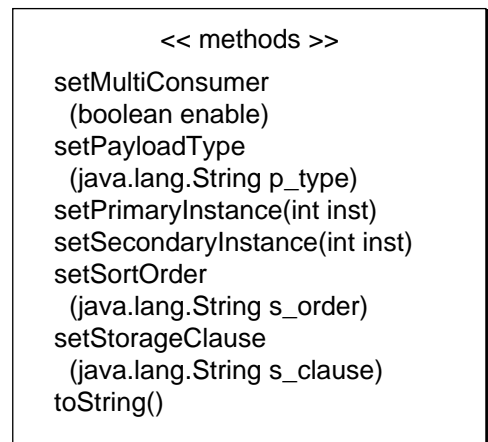 << methods >>
setMultiConsumer
(boolean enable)
setPayloadType
(java.lang.String p_type)
setPrimaryInstance(int inst)
setSecondaryInstance(int inst)
setSortOrder
(java.lang.String s_order)
setStorageClause
(java.lang.String s_clause)
toString()